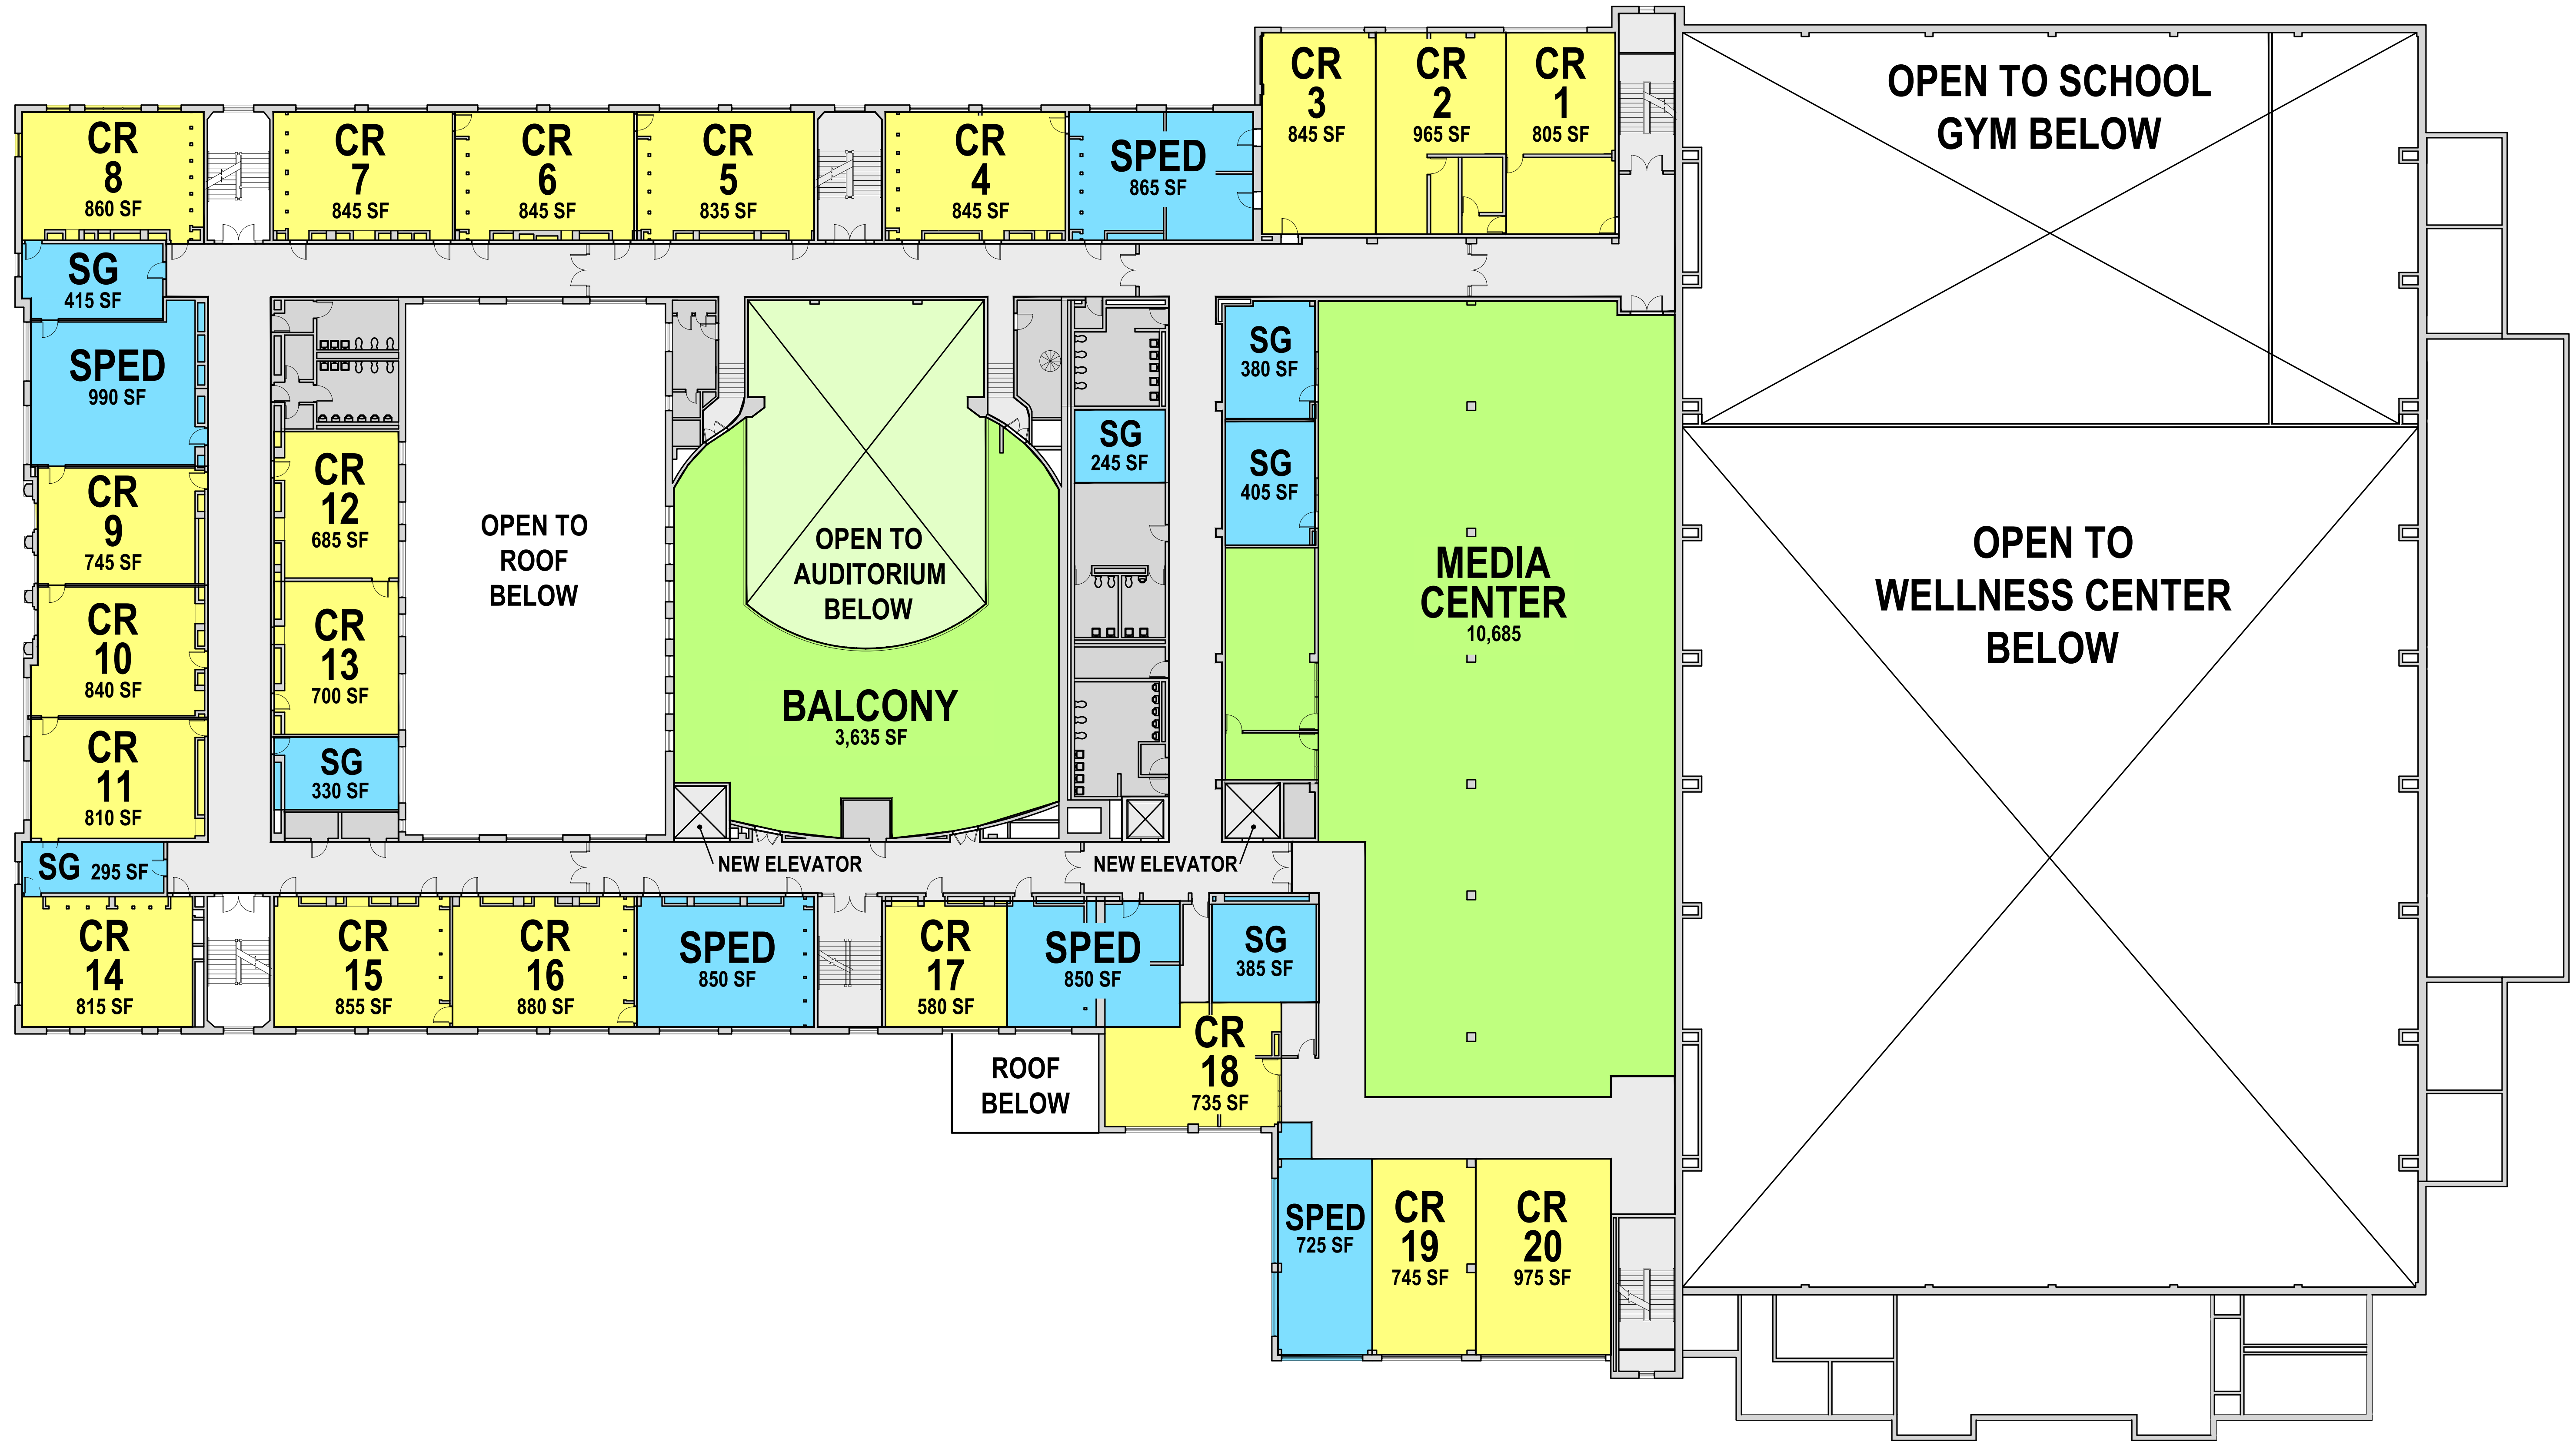 CR
3
845 SF
CR
2
965 SF
CR
1
805 SF
OPEN TO SCHOOL
GYM BELOW
CR
8
860 SF
CR
7
845 SF
CR
6
845 SF
CR
5
835 SF
CR
4
845 SF
SPED
865 SF
SG
415 SF
SPED
990 SF
CR
9
745 SF
CR
10
840 SF
CR
11
810 SF
SG 295 SF
CR
12
685 SF
CR
13
700 SF
SG
330 SF
OPEN TO
ROOF
BELOW
OPEN TO
AUDITORIUM
BELOW
BALCONY
3,635 SF
SG
245 SF
SG
380 SF
SG
405 SF
MEDIA
CENTER
10,685
OPEN TO
WELLNESS CENTER
BELOW
NEW ELEVATOR
NEW ELEVATOR
CR
14
815 SF
CR
15
855 SF
CR
16
880 SF
SPED
850 SF
CR
17
580 SF
SPED
850 SF
SG
385 SF
ROOF
BELOW
CR
18
735 SF
SPED
725 SF
CR
19
745 SF
CR
20
975 SF